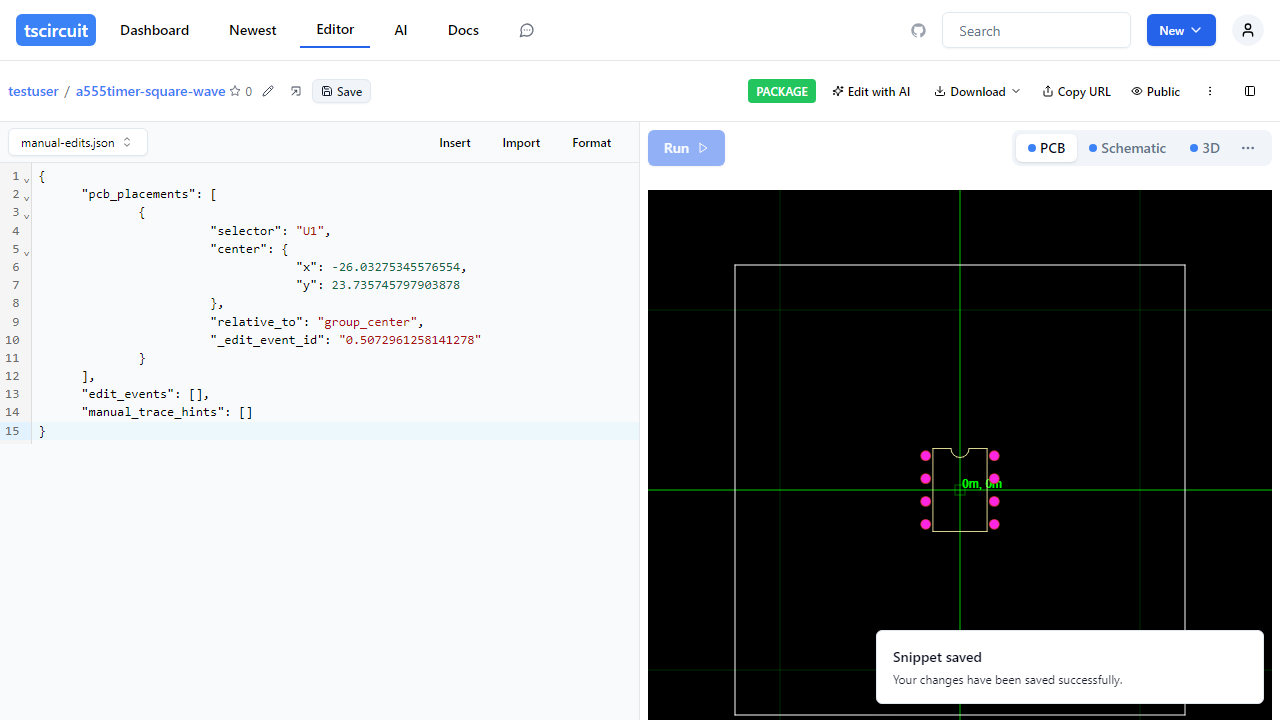 tscircuit Dashboard Newest Editor AI Docs Search New
testuser / a555timer-square-wave 0 Save PACKAGE Edit with AI Download Copy URL Public
manual-edits.json Insert Import Format
1 {
2 "pcb_placements": [
3 {
4 "selector": "U1",
5 "center": {
6 "x": -26.03275345576554,
7 "y": 23.735745797903878
8 },
9 "relative_to": "group_center",
10 "_edit_event_id": "0.5072961258141278"
11 }
12 ],
13 "edit_events": [],
14 "manual_trace_hints": []
15 }
Run PCB Schematic 3D
0m, 0m
Snippet saved
Your changes have been saved successfully.